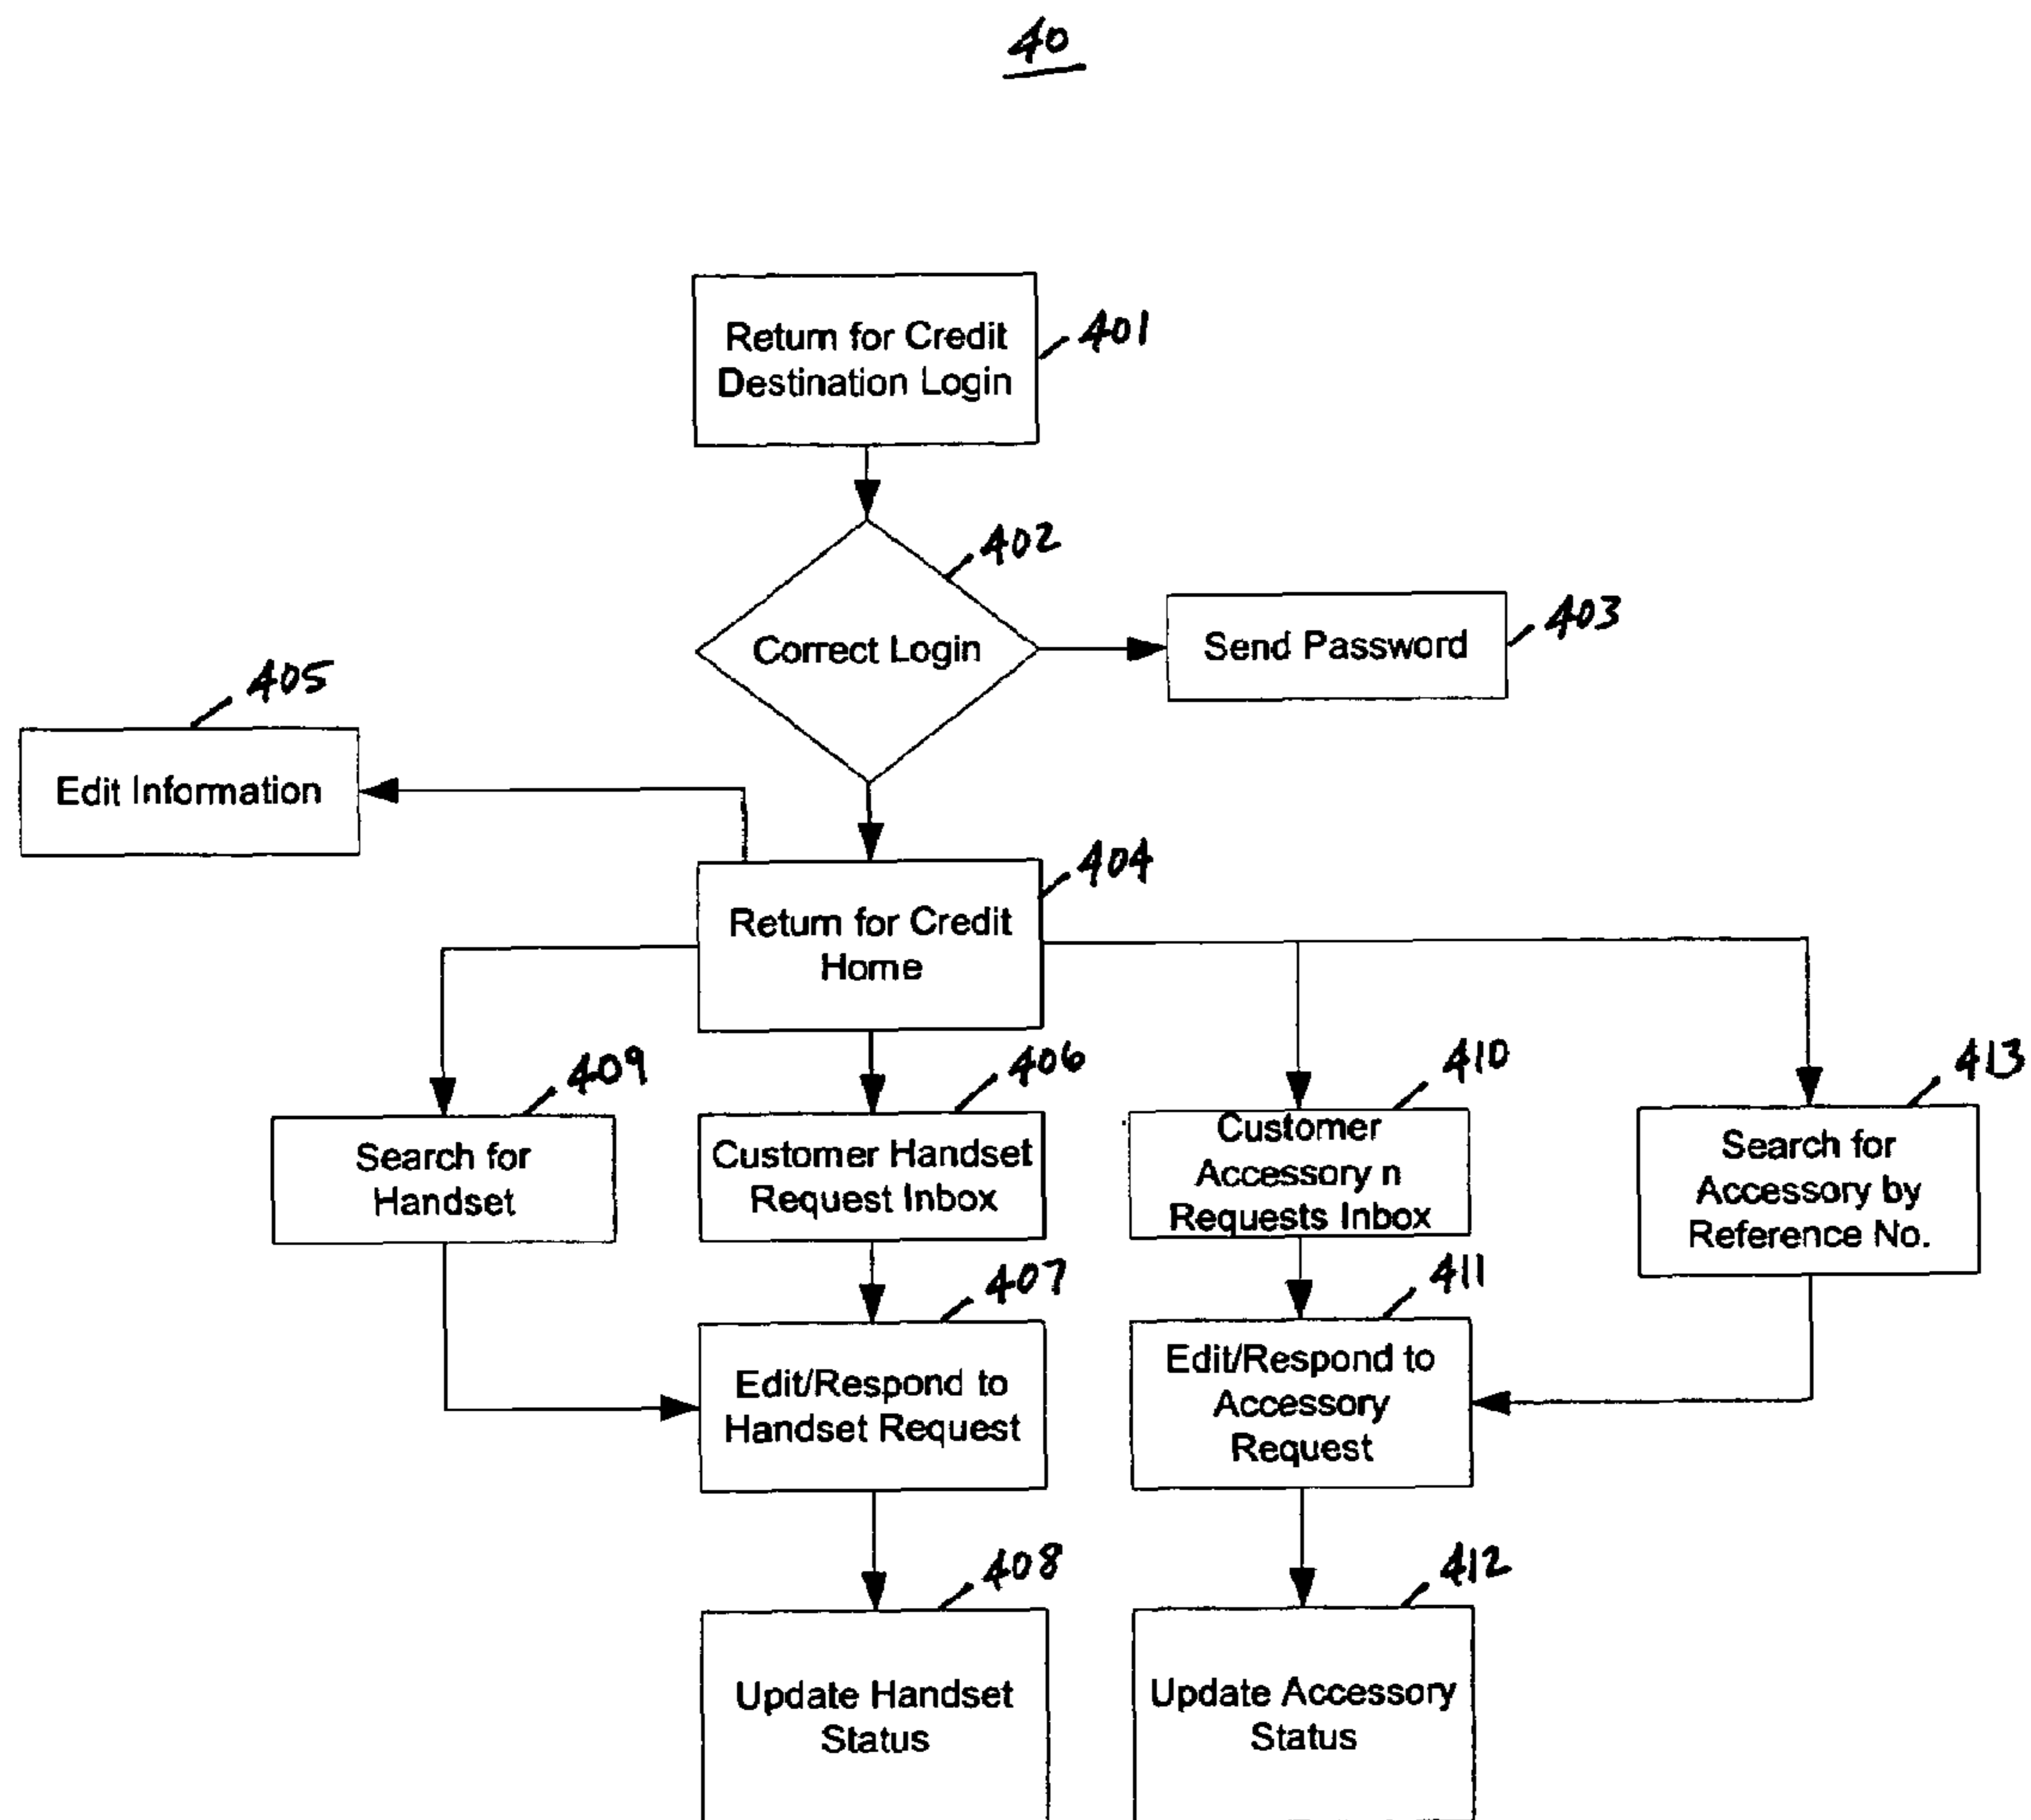 40
Return for Credit
Destination Login
401
402
Correct Login
Send Password
403
405
Edit Information
404
Return for Credit
Home
409
406
410
413
Search for
Handset
Customer Handset
Request Inbox
Customer
Accessory n
Requests Inbox
Search for
Accessory by
Reference No.
407
411
Edit/Respond to
Handset Request
Edit/Respond to
Accessory
Request
408
412
Update Handset
Status
Update Accessory
Status